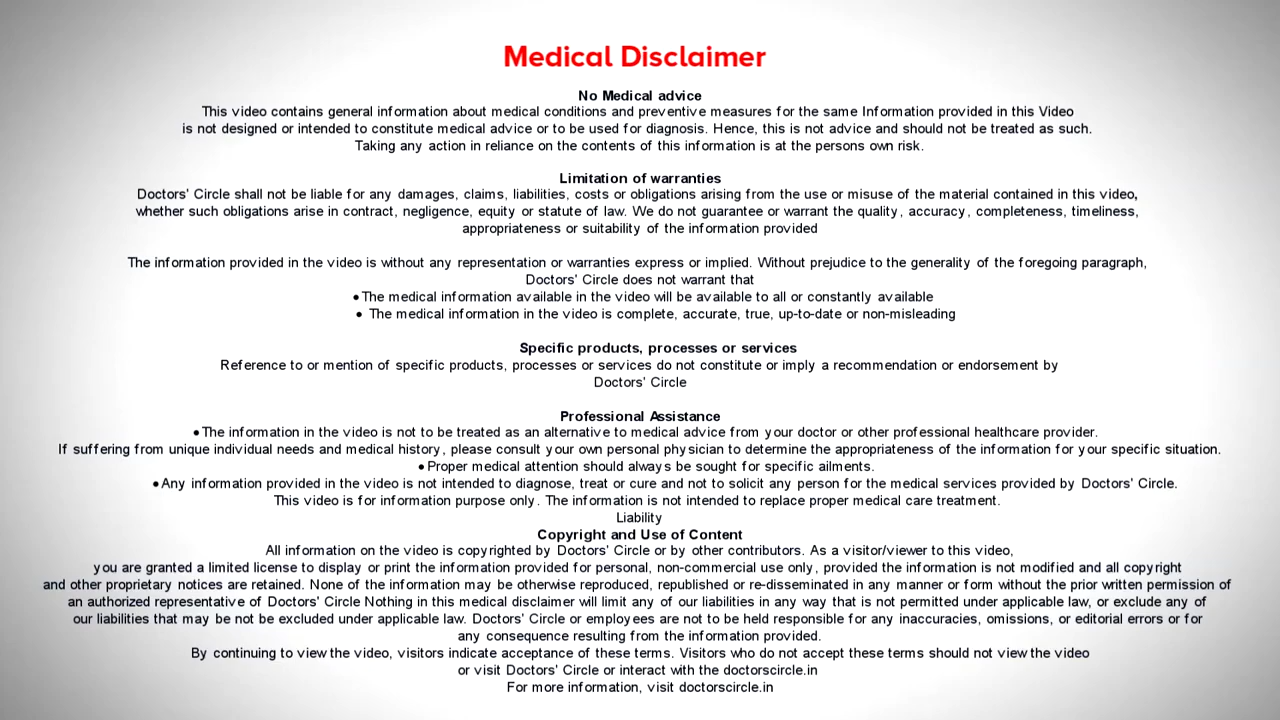 Medical Disclaimer
No Medical advice
This video contains general information about medical conditions and preventive measures for the same Information provided in this Video
is not designed or intended to constitute medical advice or to be used for diagnosis. Hence, this is not advice and should not be treated as such.
Taking any action in reliance on the contents of this information is at the persons own risk.
Limitation of warranties
Doctors' Circle shall not be liable for any damages, claims, liabilities, costs or obligations arising from the use or misuse of the material contained in this video,
whether such obligations arise in contract, negligence, equity or statute of law. We do not guarantee or warrant the quality, accuracy, completeness, timeliness,
appropriateness or suitability of the information provided
The information provided in the video is without any representation or warranties express or implied. Without prejudice to the generality of the foregoing paragraph,
Doctors' Circle does not warrant that
•The medical information available in the video will be available to all or constantly available
• The medical information in the video is complete, accurate, true, up-to-date or non-misleading
Specific products, processes or services
Reference to or mention of specific products, processes or services do not constitute or imply a recommendation or endorsement by
Doctors' Circle
Professional Assistance
•The information in the video is not to be treated as an alternative to medical advice from your doctor or other professional healthcare provider.
If suffering from unique individual needs and medical history, please consult your own personal physician to determine the appropriateness of the information for your specific situation.
•Proper medical attention should always be sought for specific ailments.
•Any information provided in the video is not intended to diagnose, treat or cure and not to solicit any person for the medical services provided by Doctors' Circle.
This video is for information purpose only. The information is not intended to replace proper medical care treatment.
Liability
Copyright and Use of Content
All information on the video is copyrighted by Doctors' Circle or by other contributors. As a visitor/viewer to this video,
you are granted a limited license to display or print the information provided for personal, non-commercial use only, provided the information is not modified and all copyright
and other proprietary notices are retained. None of the information may be otherwise reproduced, republished or re-disseminated in any manner or form without the prior written permission of
an authorized representative of Doctors' Circle Nothing in this medical disclaimer will limit any of our liabilities in any way that is not permitted under applicable law, or exclude any of
our liabilities that may be not be excluded under applicable law. Doctors' Circle or employees are not to be held responsible for any inaccuracies, omissions, or editorial errors or for
any consequence resulting from the information provided.
By continuing to view the video, visitors indicate acceptance of these terms. Visitors who do not accept these terms should not view the video
or visit Doctors' Circle or interact with the doctorscircle.in
For more information, visit doctorscircle.in